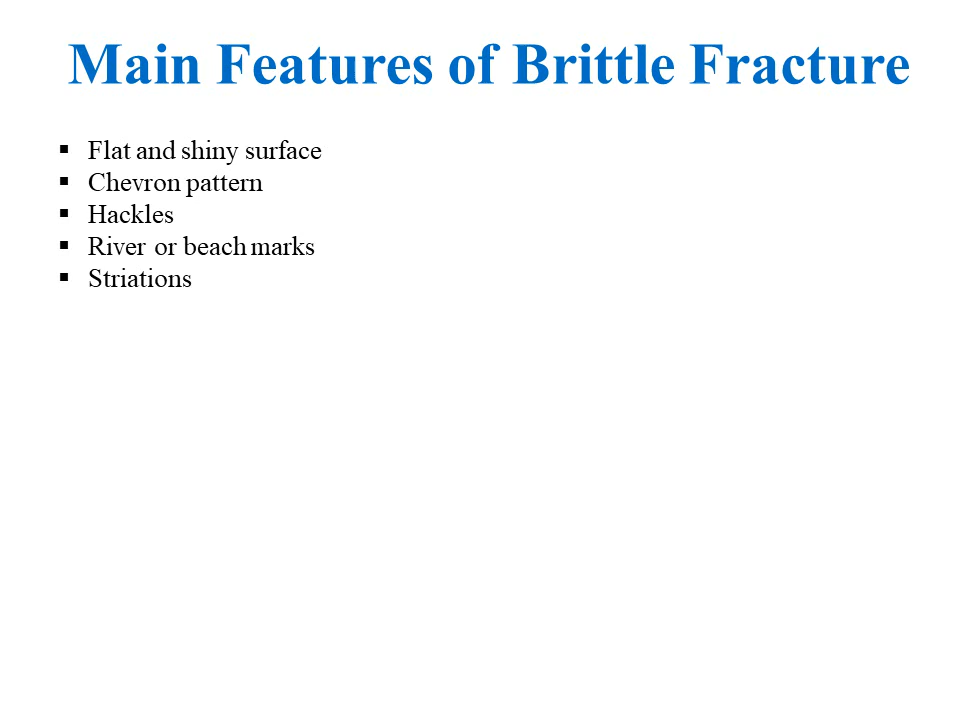 Main Features of Brittle Fracture
▪ Flat and shiny surface
▪ Chevron pattern
▪ Hackles
▪ River or beach marks
▪ Striations